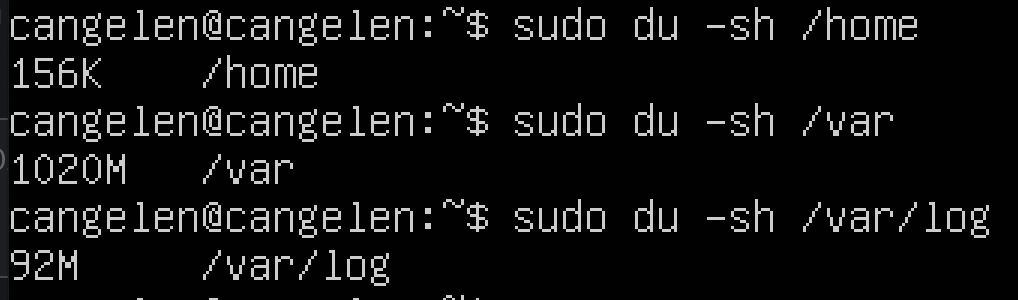 cangelen@cangelen:~$ sudo du -sh /home
156K    /home
cangelen@cangelen:~$ sudo du -sh /var
1020M   /var
cangelen@cangelen:~$ sudo du -sh /var/log
92M     /var/log